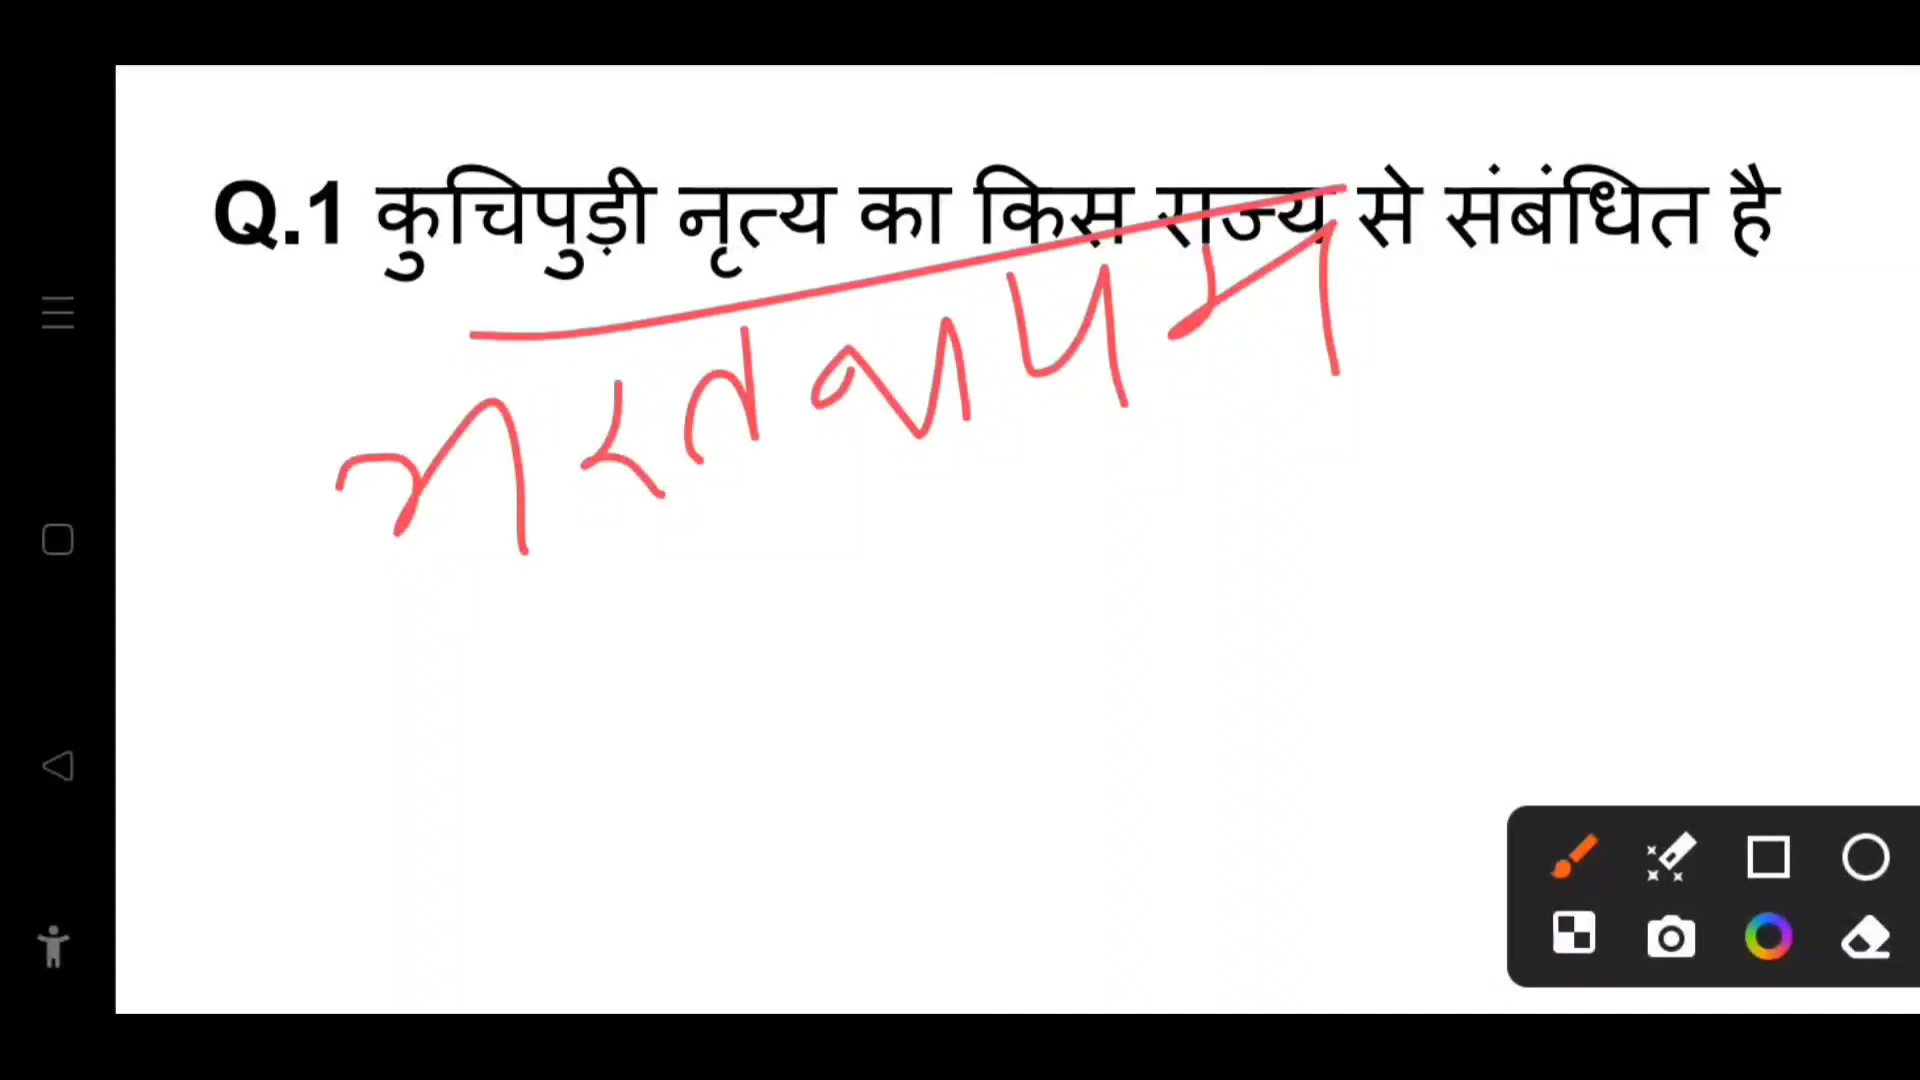 Q.1 कुचिपुड़ी नृत्य का किस राज्य से संबंधित है